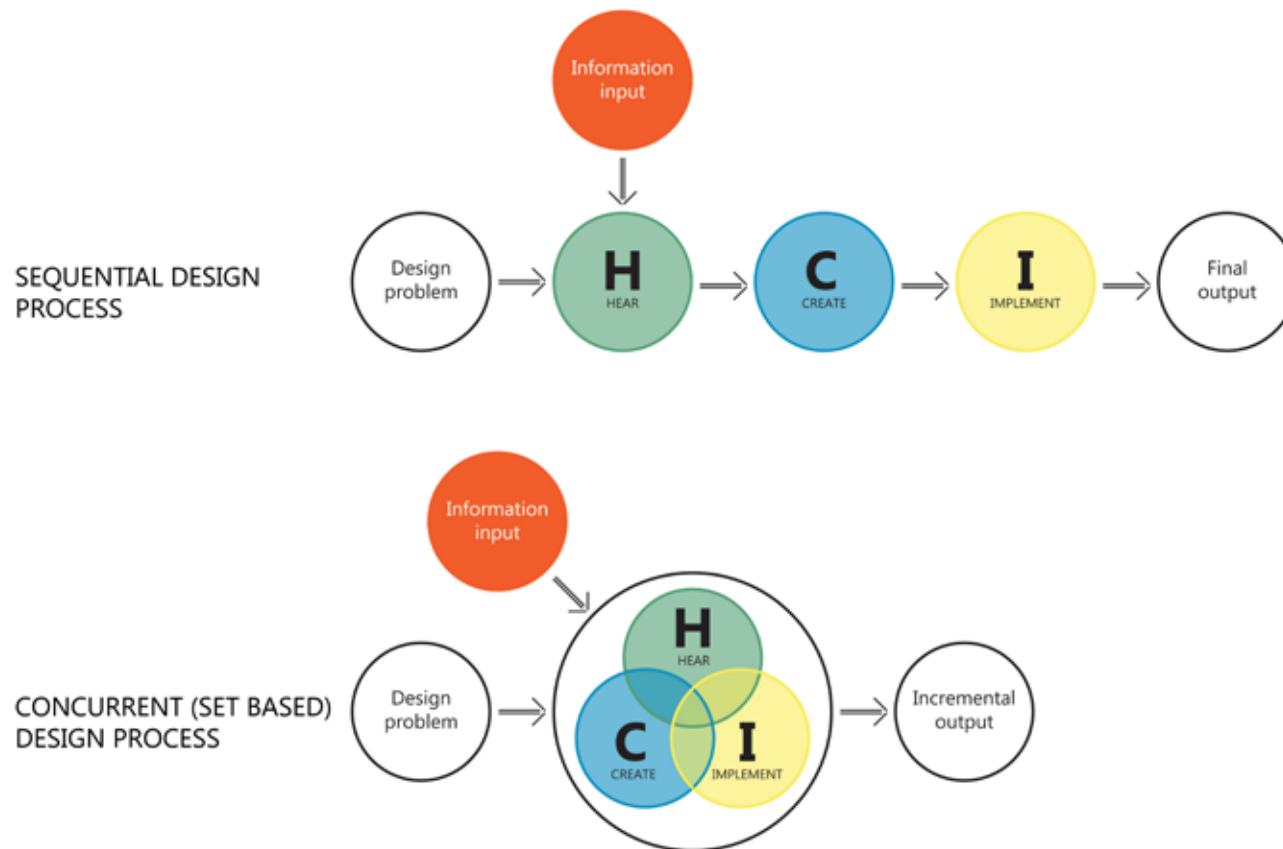 Information
input
SEQUENTIAL DESIGN
PROCESS
Design
problem
H
HEAR
C
CREATE
I
IMPLEMENT
Final
output
Information
input
CONCURRENT (SET BASED)
DESIGN PROCESS
Design
problem
H
HEAR
C
CREATE
I
IMPLEMENT
Incremental
output